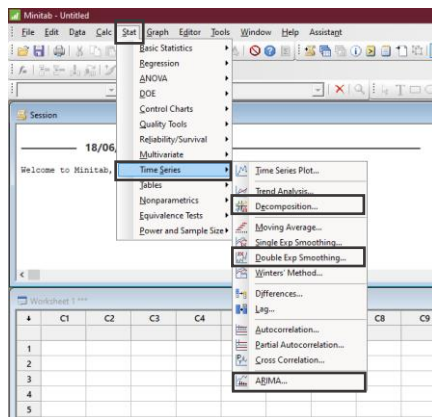 Minitab - Untitled
File Edit Data Calc Stat Graph Editor Tools Window Help Assistant
Basic Statistics
Regression
ANOVA
DOE
Control Charts
Quality Tools
Reliability/Survival
Multivariate
Time Series
Tables
Nonparametrics
Equivalence Tests
Power and Sample Size
Session
18/06/
Welcome to Minitab,
Time Series Plot...
Trend Analysis...
Decomposition...
Moving Average...
Single Exp Smoothing...
Double Exp Smoothing...
Winters' Method...
Differences...
Lag...
Autocorrelation...
Partial Autocorrelation...
Cross Correlation...
ARIMA...
Worksheet 1 ***
C1 C2 C3 C4 C8 C9
1
2
3
4
5